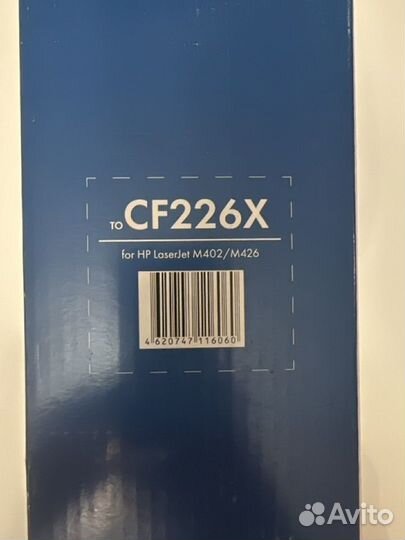 TO CF226X
for HP LaserJet M402/M426
4 620747 116060
Avito